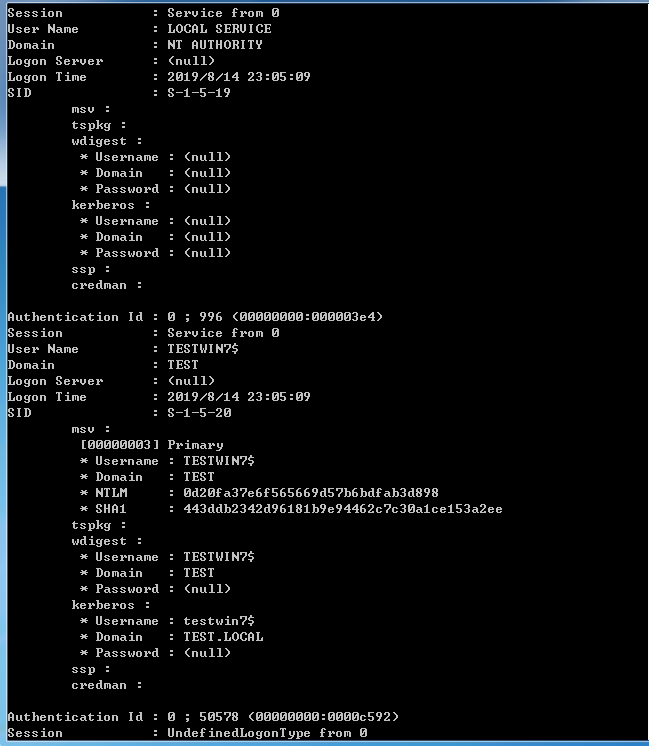 Session           : Service from 0
User Name         : LOCAL SERVICE
Domain            : NT AUTHORITY
Logon Server      : (null)
Logon Time        : 2019/8/14 23:05:09
SID               : S-1-5-19
        msv :
        tspkg :
        wdigest :
         * Username : (null)
         * Domain   : (null)
         * Password : (null)
        kerberos :
         * Username : (null)
         * Domain   : (null)
         * Password : (null)
        ssp :
        credman :

Authentication Id : 0 ; 996 (00000000:000003e4)
Session           : Service from 0
User Name         : TESTWIN7$
Domain            : TEST
Logon Server      : (null)
Logon Time        : 2019/8/14 23:05:09
SID               : S-1-5-20
        msv :
         [00000003] Primary
         * Username : TESTWIN7$
         * Domain   : TEST
         * NTLM     : 0d20fa37e6f565669d57b6bdfab3d898
         * SHA1     : 443ddb2342d96181b9e94462c7c30a1ce153a2ee
        tspkg :
        wdigest :
         * Username : TESTWIN7$
         * Domain   : TEST
         * Password : (null)
        kerberos :
         * Username : testwin7$
         * Domain   : TEST.LOCAL
         * Password : (null)
        ssp :
        credman :

Authentication Id : 0 ; 50578 (00000000:0000c592)
Session           : UndefinedLogonType from 0